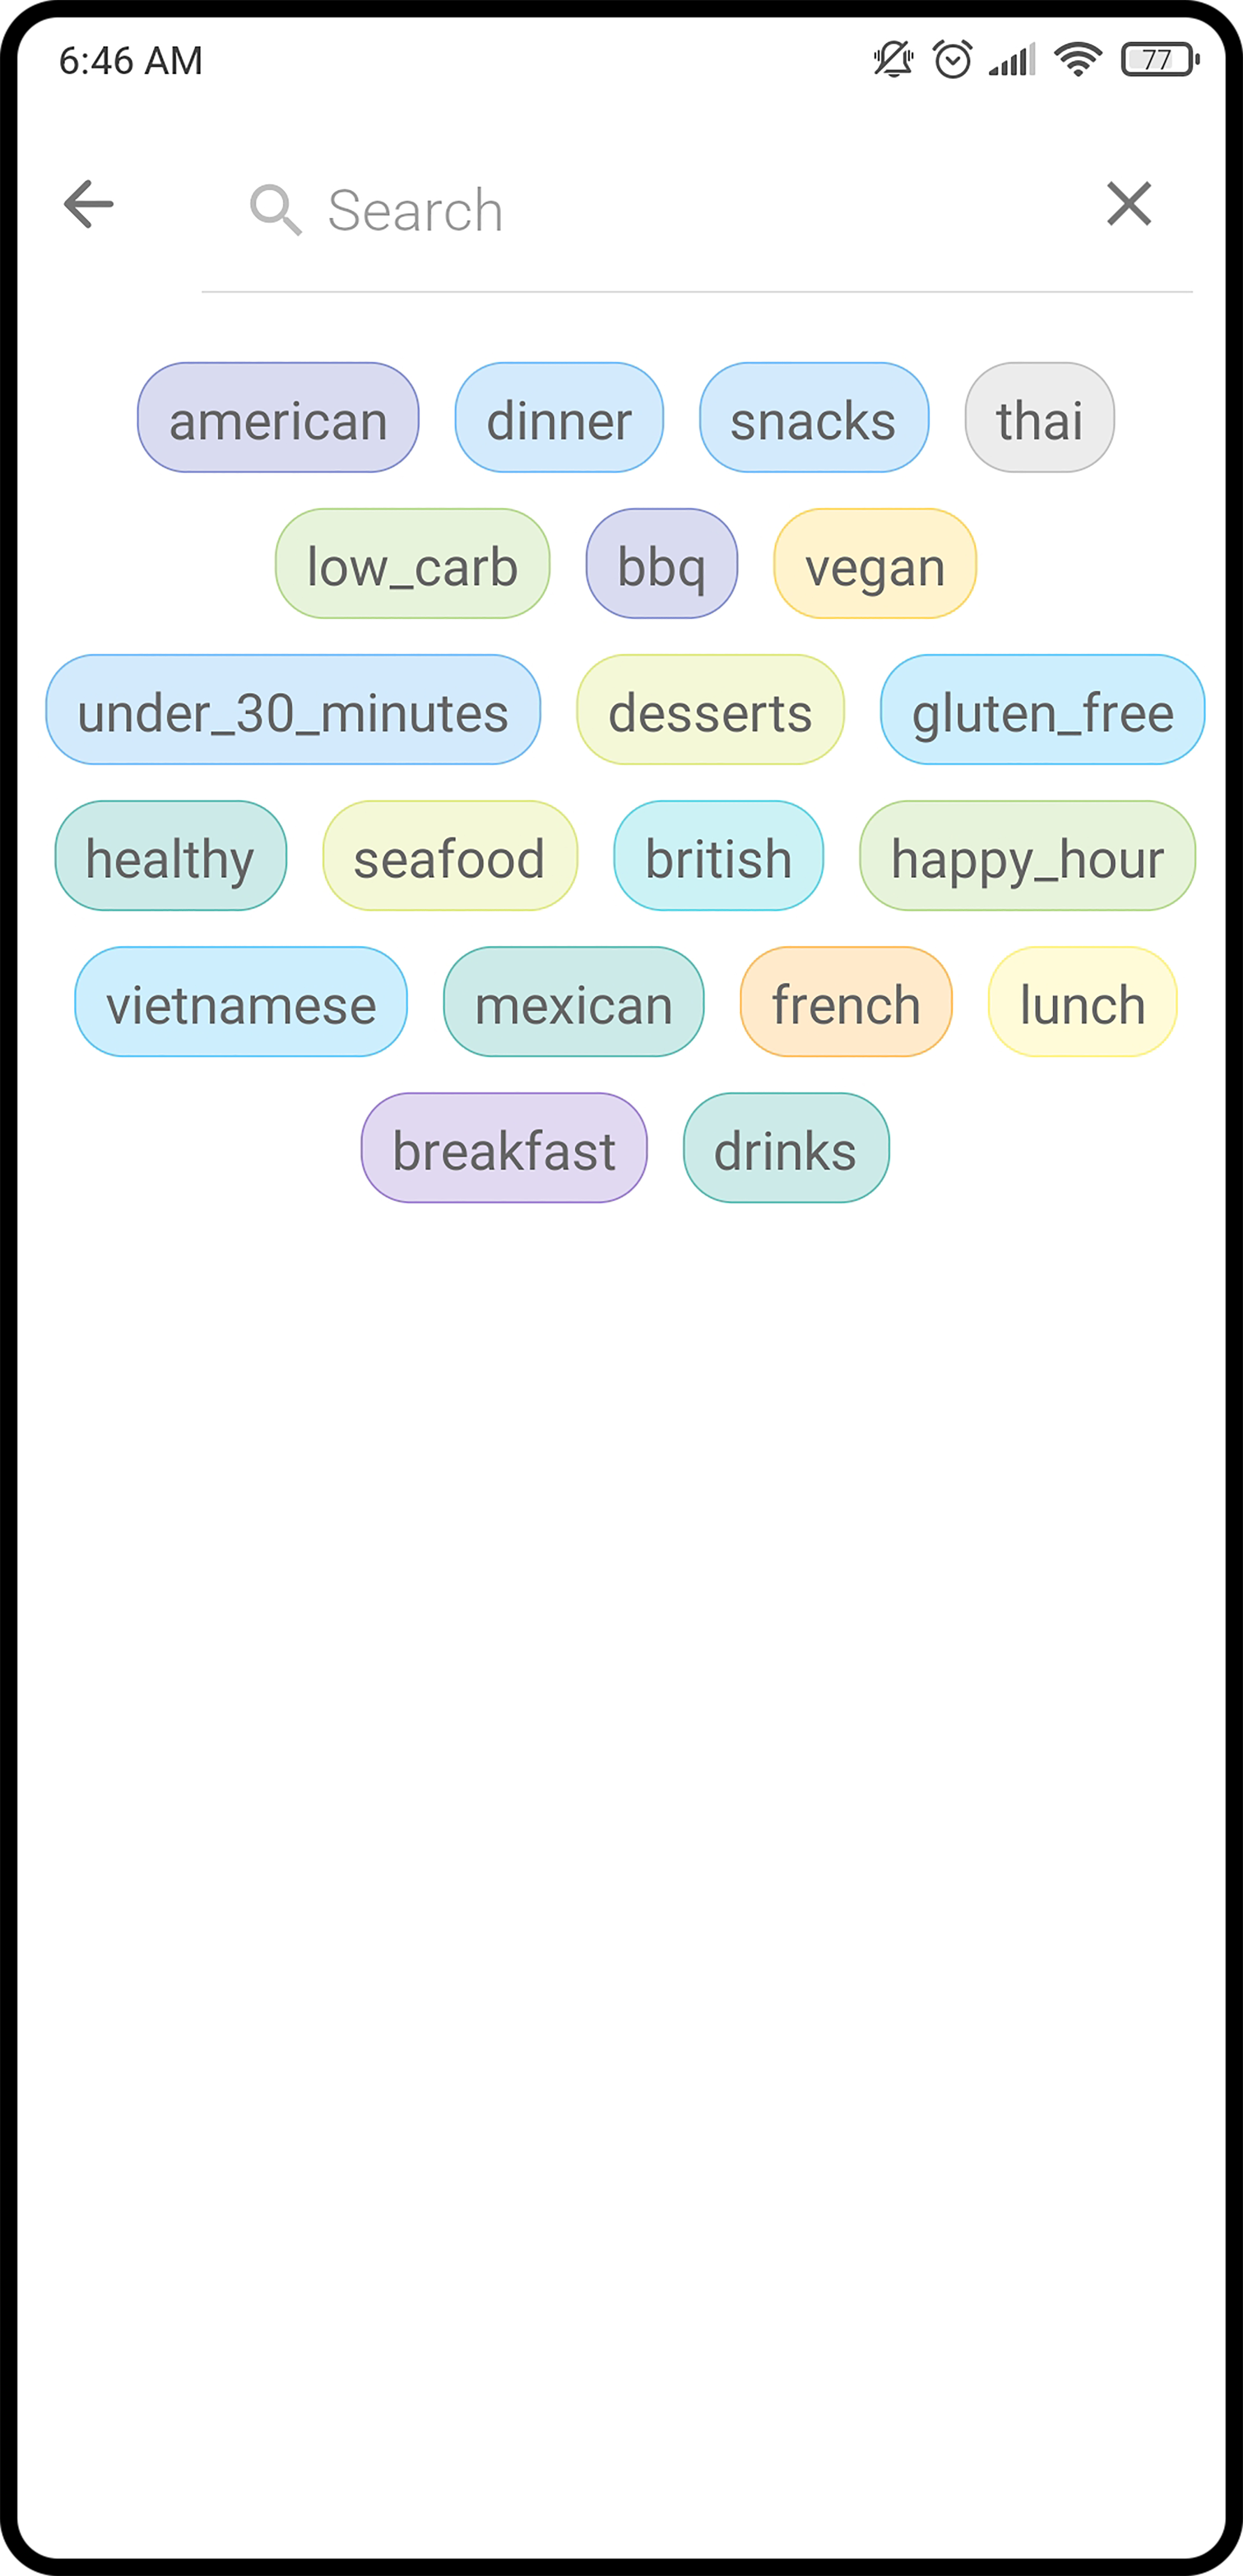 6:46 AM 77
Search
american dinner snacks thai
low_carb bbq vegan
under_30_minutes desserts gluten_free
healthy seafood british happy_hour
vietnamese mexican french lunch
breakfast drinks